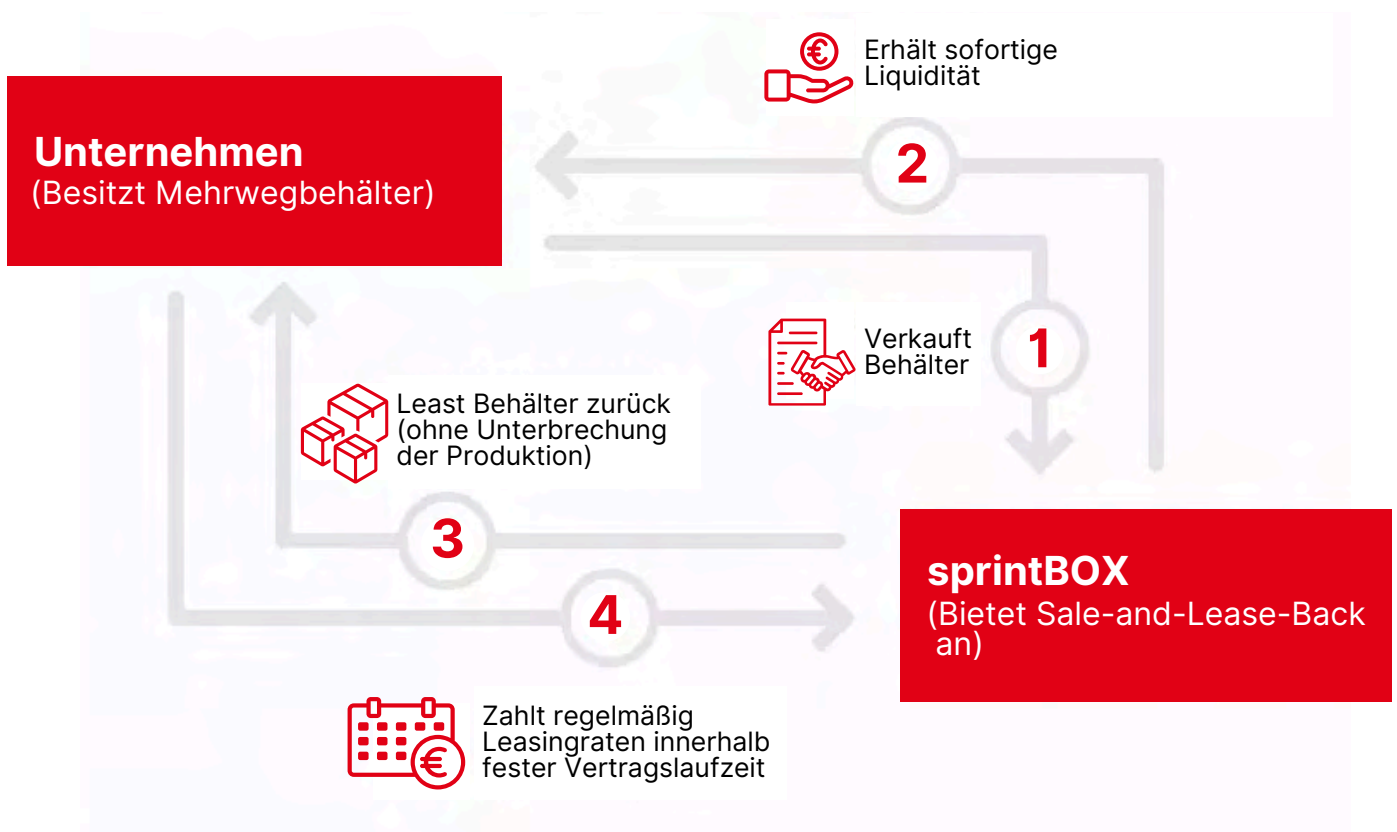 Erhält sofortige
Liquidität
Unternehmen
(Besitzt Mehrwegbehälter)
2
Verkauft
Behälter
1
Least Behälter zurück
(ohne Unterbrechung
der Produktion)
3
sprintBOX
(Bietet Sale-and-Lease-Back
an)
4
Zahlt regelmäßig
Leasingraten innerhalb
fester Vertragslaufzeit